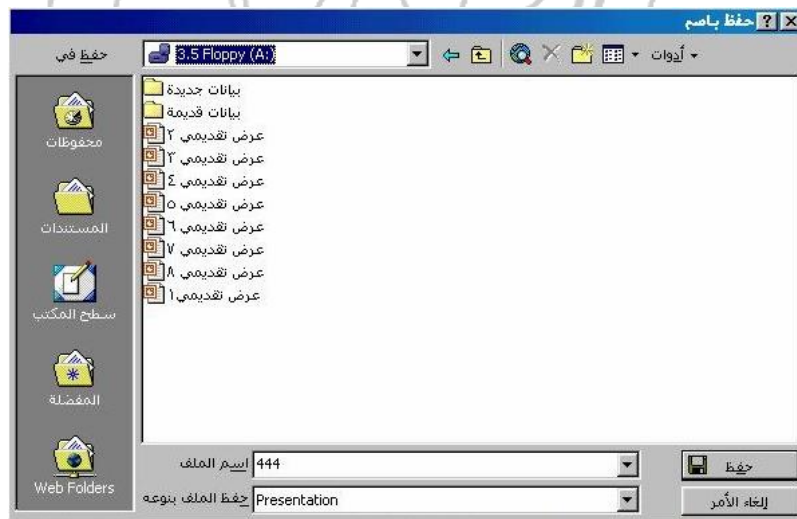 حفظ باسم
حفظ في
3.5 Floppy (A:)
أدوات
محفوظات
المستندات
سطح المكتب
المفضلة
Web Folders
بيانات جديدة
بيانات قديمة
عرض تقديمي ٢
عرض تقديمي ٣
عرض تقديمي ٤
عرض تقديمي ٥
عرض تقديمي ٦
عرض تقديمي ٧
عرض تقديمي ٨
عرض تقديمي١
اسم الملف
444
حفظ
حفظ الملف بنوعه
Presentation
إلغاء الأمر